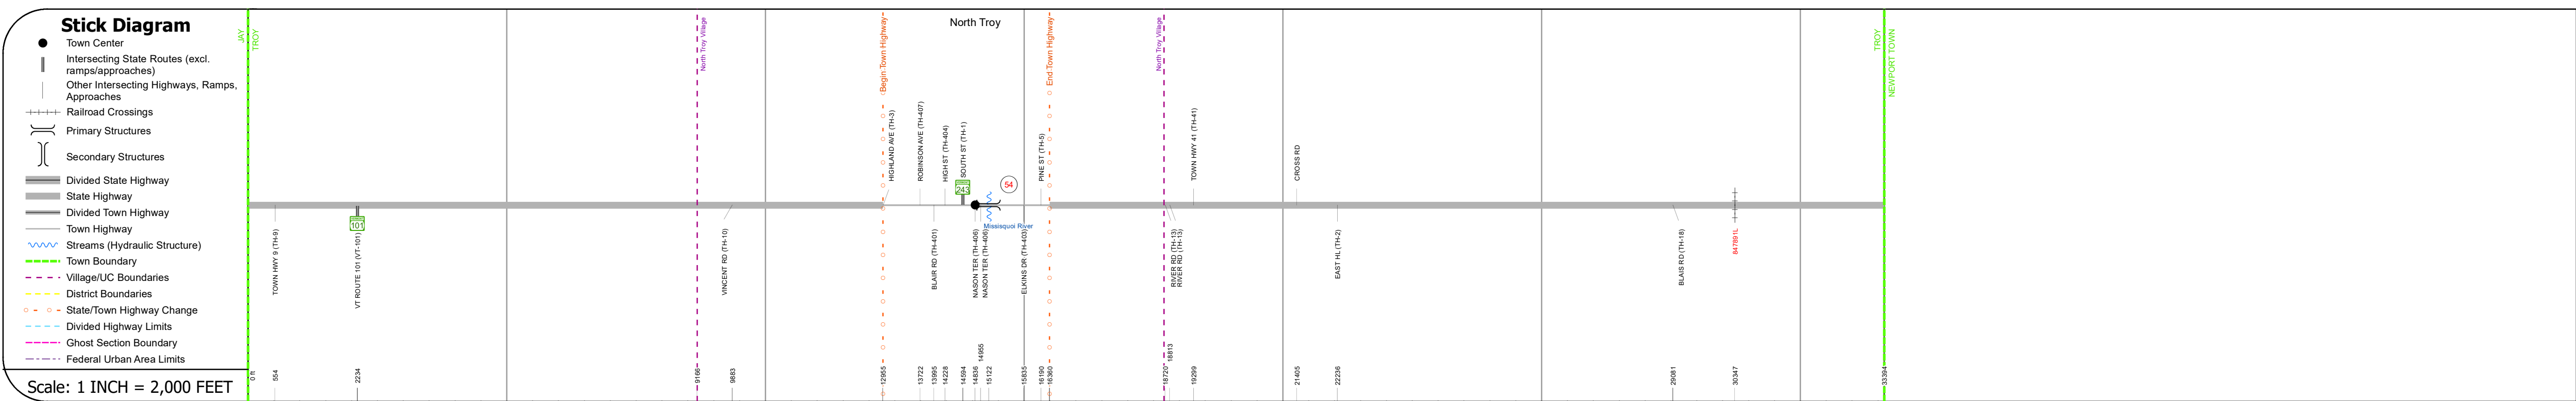 Stick Diagram
Town Center
Intersecting State Routes (excl.
ramps/approaches)
Other Intersecting Highways, Ramps,
Approaches
Railroad Crossings
Primary Structures
Secondary Structures
Divided State Highway
State Highway
Divided Town Highway
Town Highway
Streams (Hydraulic Structure)
Town Boundary
Village/UC Boundaries
District Boundaries
State/Town Highway Change
Divided Highway Limits
Ghost Section Boundary
Federal Urban Area Limits
Scale: 1 INCH = 2,000 FEET
JAY
TROY
North Troy Village
Begin Town Highway
North Troy
End Town Highway
North Troy Village
TROY
NEWPORT TOWN
HIGHLAND AVE (TH-3)
ROBINSON AVE (TH-407)
HIGH ST (TH-404)
SOUTH ST (TH-1)
243
54
PINE ST (TH-5)
TOWN HWY 41 (TH-41)
CROSS RD
TOWN HWY 9 (TH-9)
101
VT ROUTE 101 (VT-101)
VINCENT RD (TH-10)
BLAIR RD (TH-401)
NASON TER (TH-406)
NASON TER (TH-406)
Missisquoi River
ELKINS DR (TH-403)
RIVER RD (TH-13)
RIVER RD (TH-13)
EAST HL (TH-2)
BLAIS RD (TH-18)
847891L
0 ft
554
2234
9166
9883
12955
13722
13995
14228
14594
14836
14955
15122
15835
16190
16360
18720
18813
19299
21405
22236
29081
30347
33394